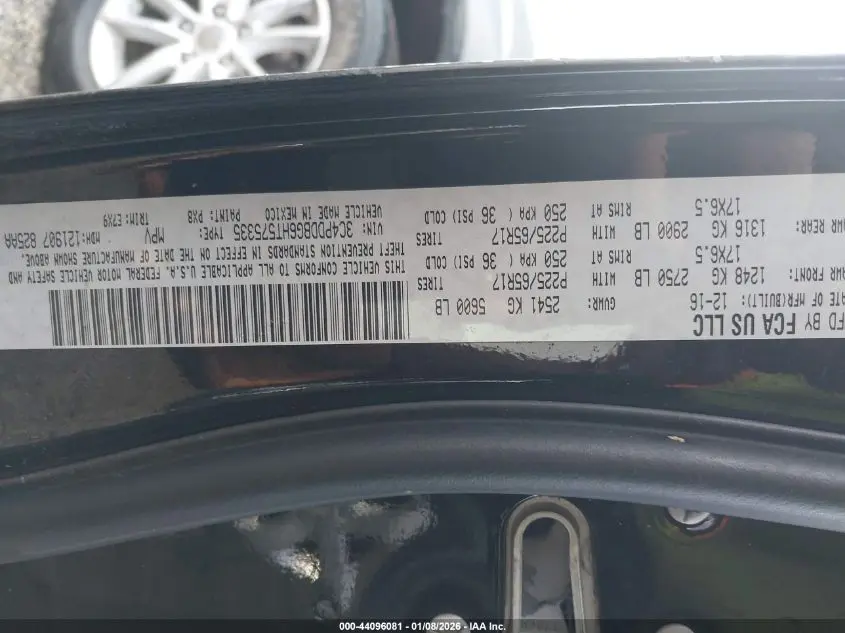 FD BY FCA US LLC
ATE OF MFR(BUILT): 12-16 GVWR: 2541 KG 5600 LB
AWR FRONT: 1248 KG 2750 LB WITH P225/65R17 TIRES
17X6.5 RIMS AT 250 KPA ( 36 PSI) COLD
AWR REAR: 1316 KG 2900 LB WITH P225/65R17 TIRES
17X6.5 RIMS AT 250 KPA ( 36 PSI) COLD
THIS VEHICLE CONFORMS TO ALL APPLICABLE U.S.A. FEDERAL MOTOR VEHICLE SAFETY AND
THEFT PREVENTION STANDARDS IN EFFECT ON THE DATE OF MANUFACTURE SHOWN ABOVE.
VIN: 3C4PDDBG6HT575335 TYPE: MPV MDH:121907 825AA
VEHICLE MADE IN MEXICO PAINT: PX8 TRIM: E7X9
000-44096081 - 01/08/2026 - IAA Inc.